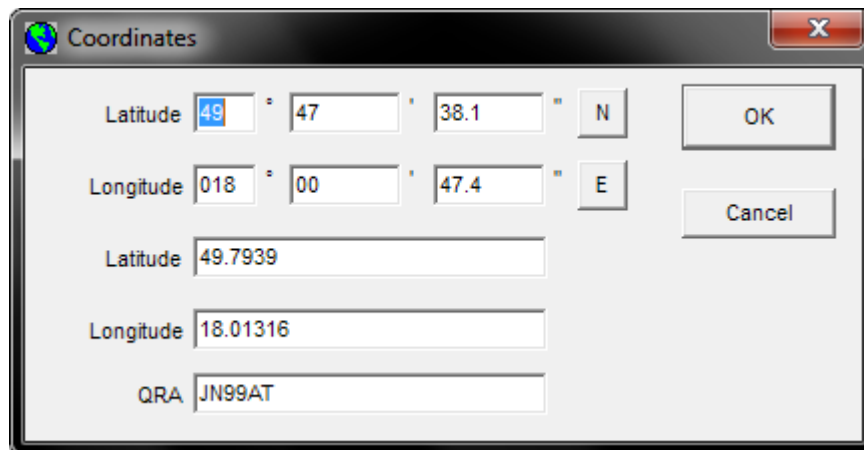 Coordinates
Latitude 49 ° 47 ' 38.1 " N OK
Longitude 018 ° 00 ' 47.4 " E
Cancel
Latitude 49.7939
Longitude 18.01316
QRA JN99AT